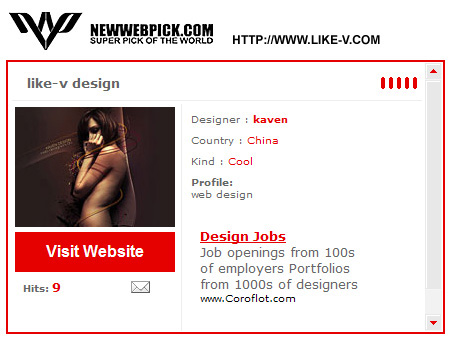 NEWWEBPICK.COM
SUPER PICK OF THE WORLD
HTTP://WWW.LIKE-V.COM
like-v design
Designer : kaven
Country : China
Kind : Cool
Profile:
web design
Visit Website
Hits: 9
Design Jobs
Job openings from 100s
of employers Portfolios
from 1000s of designers
www.Coroflot.com